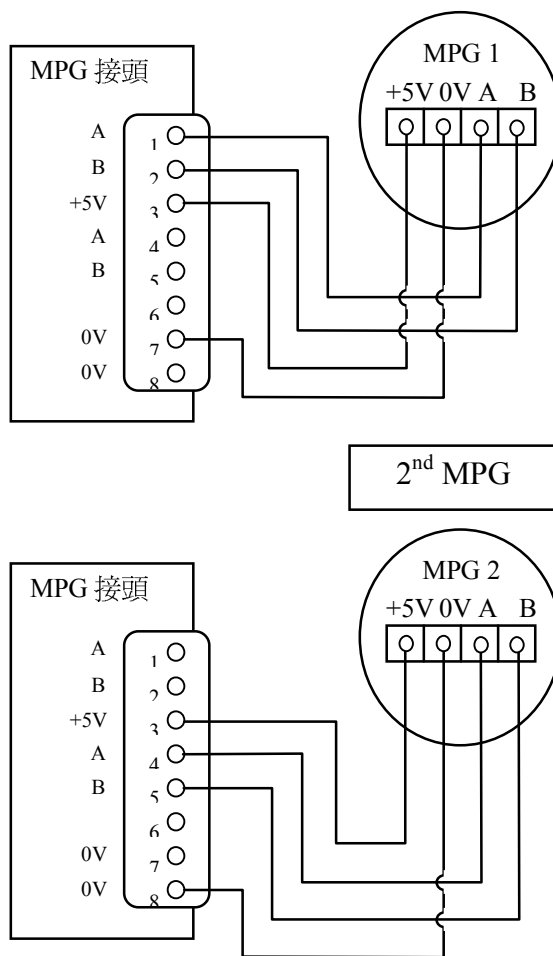 MPG 接頭
A 1
B 2
+5V 3
A 4
B 5
6
0V 7
0V 8
MPG 1
+5V 0V A B
2nd MPG
MPG 接頭
A 1
B 2
+5V 3
A 4
B 5
6
0V 7
0V 8
MPG 2
+5V 0V A B